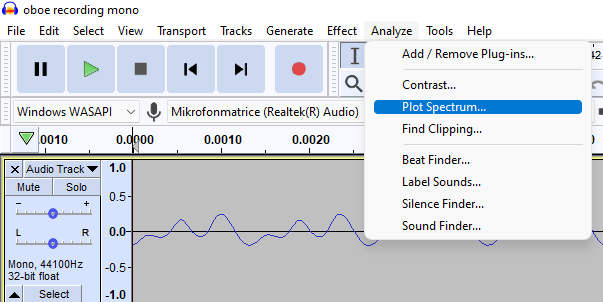 oboe recording mono
File Edit Select View Transport Tracks Generate Effect Analyze Tools Help
Add / Remove Plug-ins...
Contrast...
Plot Spectrum...
Find Clipping...
Beat Finder...
Label Sounds...
Silence Finder...
Sound Finder...
Windows WASAPI
Mikrofonmatrice (Realtek(R) Audio)
.0010 0.0000 0.0010 0.0020
Audio Track
Mute Solo
- +
L R
Mono, 44100Hz
32-bit float
Select
1.0
0.5
0.0
-0.5
-1.0